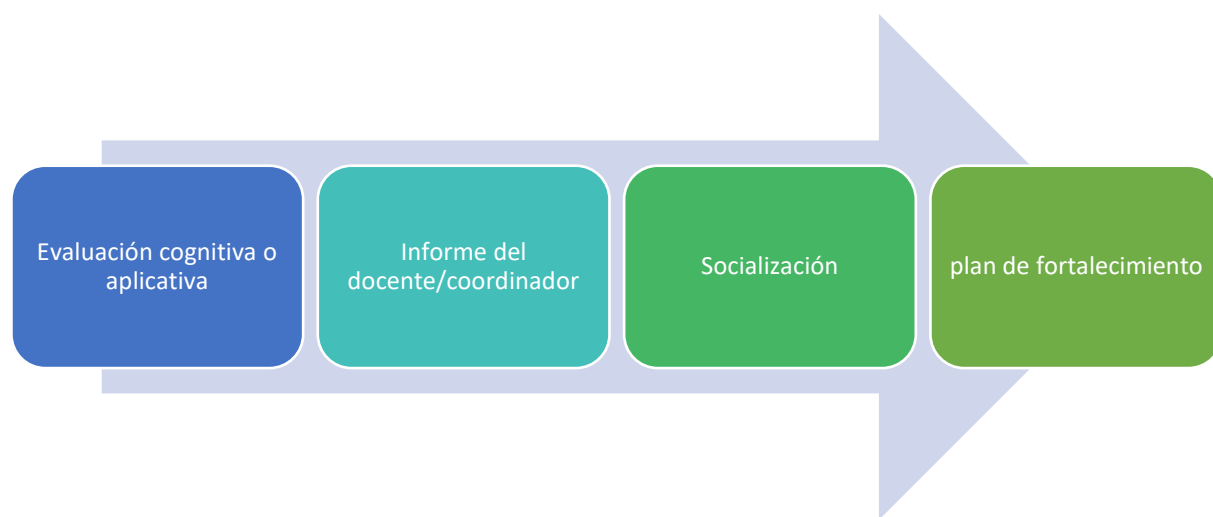 Evaluación cognitiva o
aplicativa
Informe del
docente/coordinador
Socialización
plan de fortalecimiento